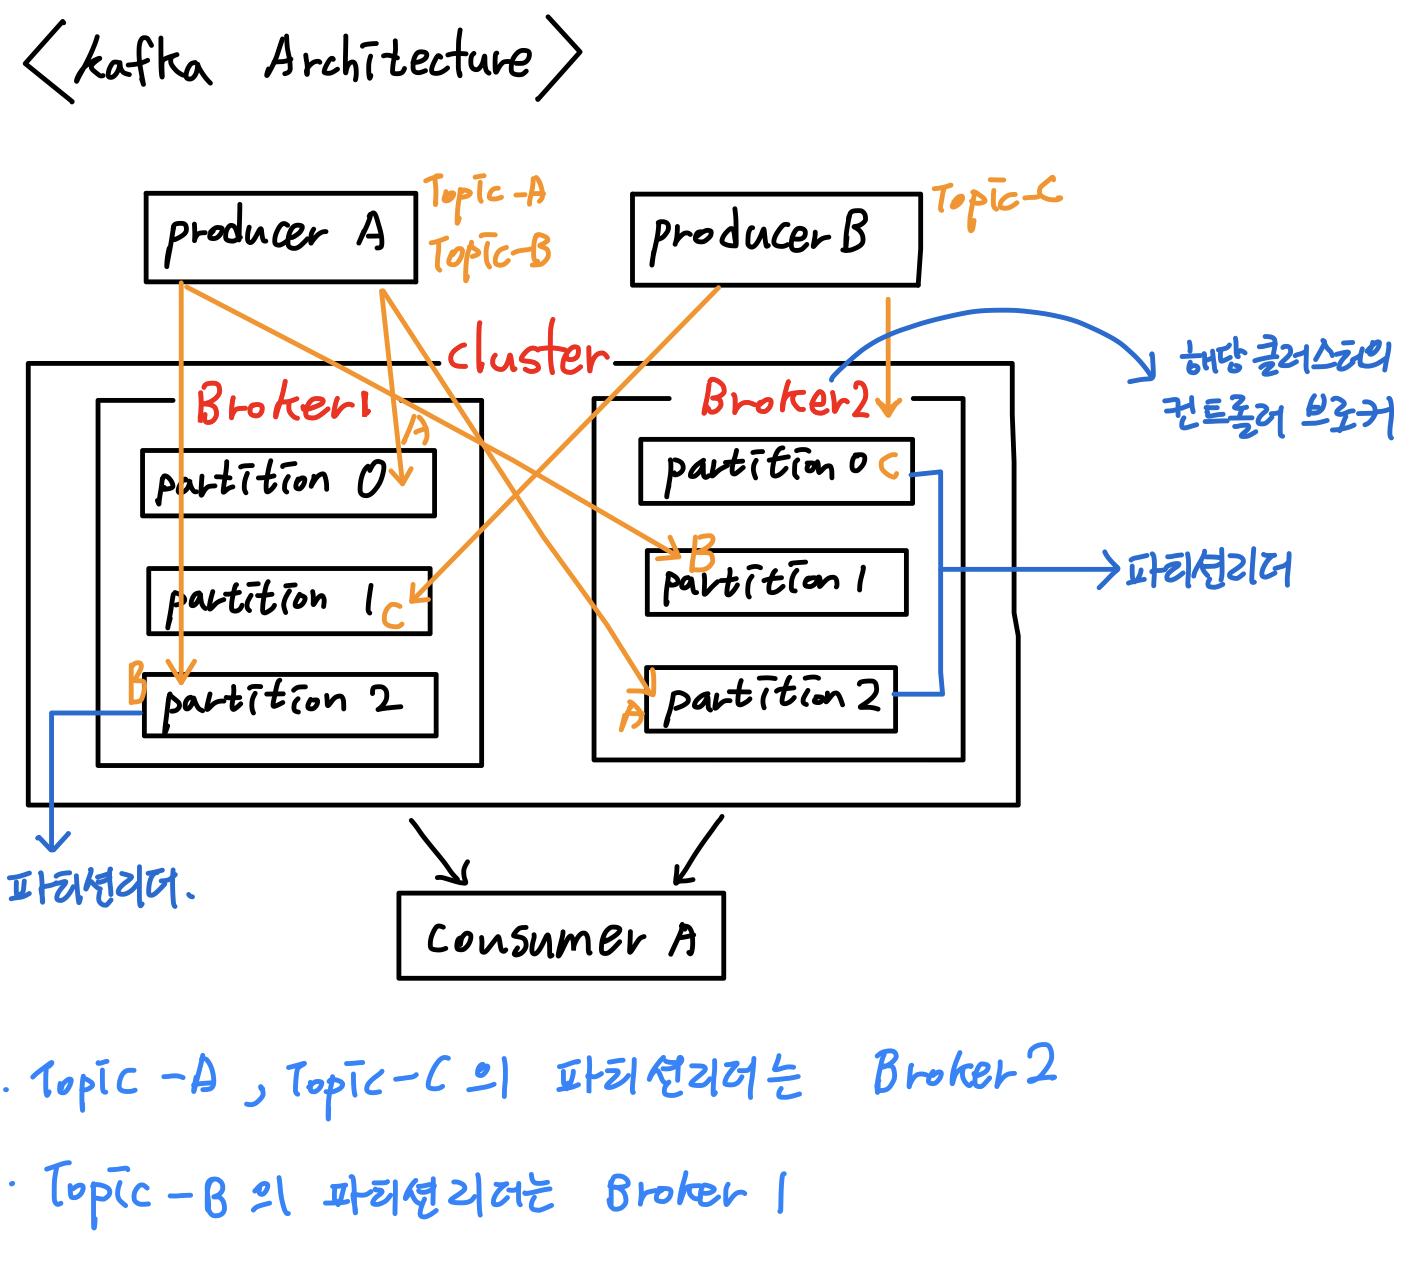 <kafka Architecture>
producer A
Topic-A
Topic-B
producer B
Topic-C
cluster
Broker1
Broker2
해당 클러스터의
컨트롤러 브로커
A
partition 0
partition 0 C
partition 1
C
B
partition 1
파티션리더
B
partition 2
A
partition 2
파티션리더.
Consumer A
· Topic-A, Topic-C의 파티션리더는 Broker2
· Topic-B의 파티션리더는 Broker 1